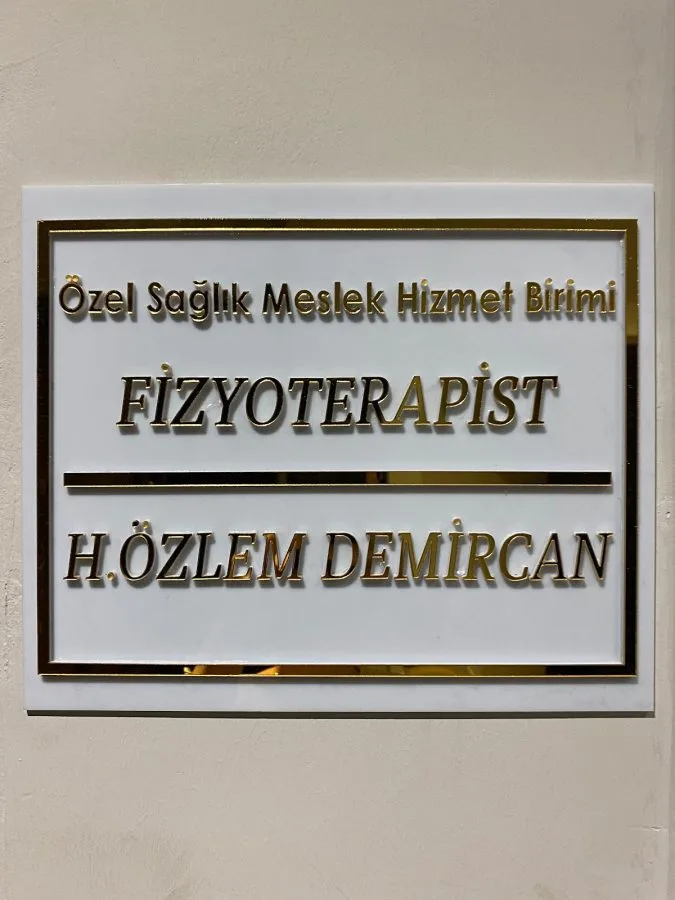 Özel Sağlık Meslek Hizmet Birimi
FİZYOTERAPİST
H.ÖZLEM DEMİRCAN